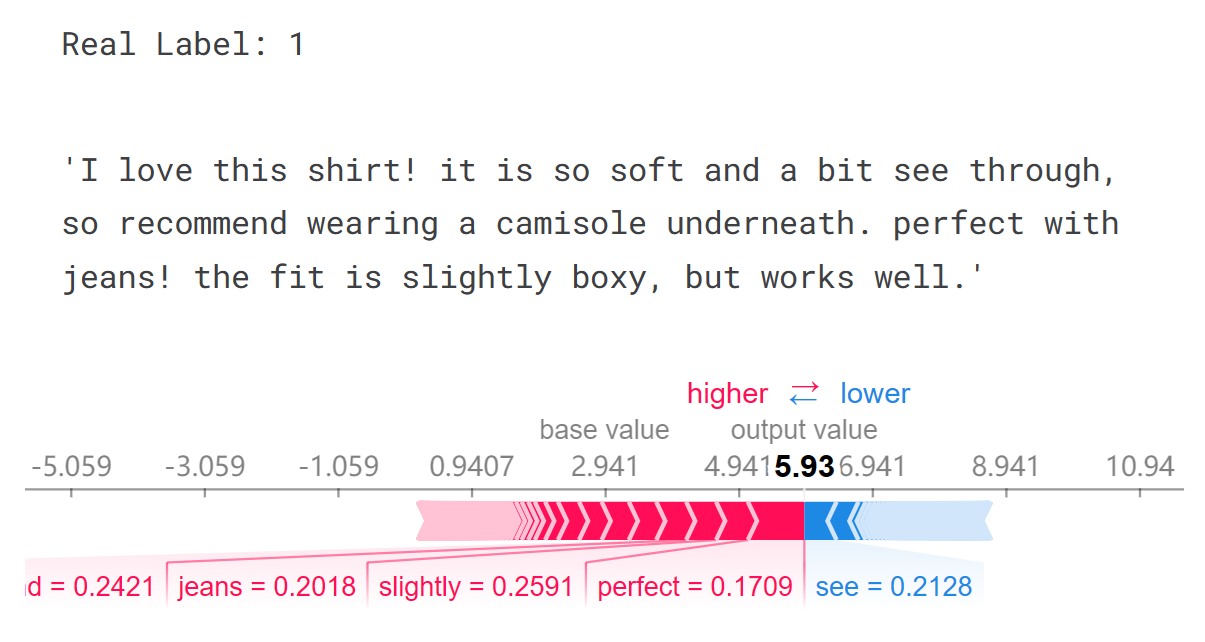 Real Label: 1
'I love this shirt! it is so soft and a bit see through,
so recommend wearing a camisole underneath. perfect with
jeans! the fit is slightly boxy, but works well.'
higher ⇄ lower
base value output value
-5.059 -3.059 -1.059 0.9407 2.941 4.941 5.93 6.941 8.941 10.94
d = 0.2421 jeans = 0.2018 slightly = 0.2591 perfect = 0.1709 see = 0.2128